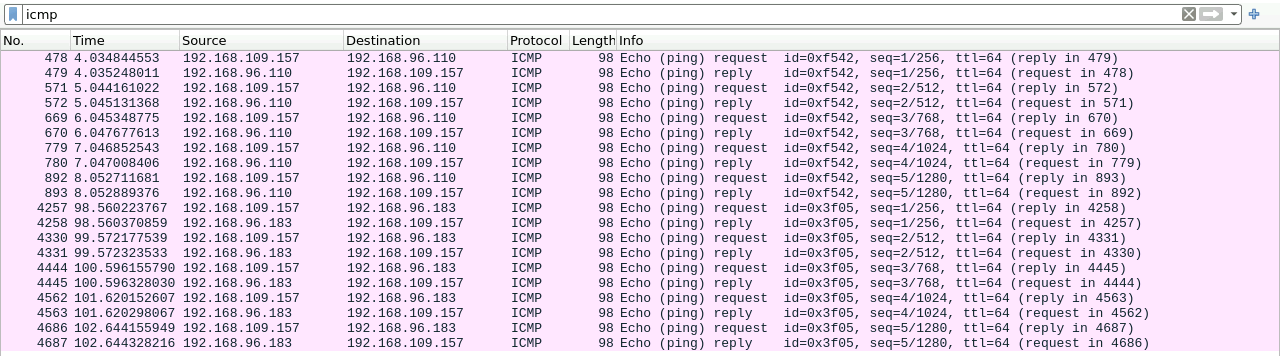 icmp
No. Time Source Destination Protocol Length Info
478 4.034844553 192.168.109.157 192.168.96.110 ICMP 98 Echo (ping) request id=0xf542, seq=1/256, ttl=64 (reply in 479)
479 4.035248011 192.168.96.110 192.168.109.157 ICMP 98 Echo (ping) reply id=0xf542, seq=1/256, ttl=64 (request in 478)
571 5.044161022 192.168.109.157 192.168.96.110 ICMP 98 Echo (ping) request id=0xf542, seq=2/512, ttl=64 (reply in 572)
572 5.045131368 192.168.96.110 192.168.109.157 ICMP 98 Echo (ping) reply id=0xf542, seq=2/512, ttl=64 (request in 571)
669 6.045348775 192.168.109.157 192.168.96.110 ICMP 98 Echo (ping) request id=0xf542, seq=3/768, ttl=64 (reply in 670)
670 6.047677613 192.168.96.110 192.168.109.157 ICMP 98 Echo (ping) reply id=0xf542, seq=3/768, ttl=64 (request in 669)
779 7.046852543 192.168.109.157 192.168.96.110 ICMP 98 Echo (ping) request id=0xf542, seq=4/1024, ttl=64 (reply in 780)
780 7.047008406 192.168.96.110 192.168.109.157 ICMP 98 Echo (ping) reply id=0xf542, seq=4/1024, ttl=64 (request in 779)
892 8.052711681 192.168.109.157 192.168.96.110 ICMP 98 Echo (ping) request id=0xf542, seq=5/1280, ttl=64 (reply in 893)
893 8.052889376 192.168.96.110 192.168.109.157 ICMP 98 Echo (ping) reply id=0xf542, seq=5/1280, ttl=64 (request in 892)
4257 98.560223767 192.168.109.157 192.168.96.183 ICMP 98 Echo (ping) request id=0x3f05, seq=1/256, ttl=64 (reply in 4258)
4258 98.560370859 192.168.96.183 192.168.109.157 ICMP 98 Echo (ping) reply id=0x3f05, seq=1/256, ttl=64 (request in 4257)
4330 99.572177539 192.168.109.157 192.168.96.183 ICMP 98 Echo (ping) request id=0x3f05, seq=2/512, ttl=64 (reply in 4331)
4331 99.572323533 192.168.96.183 192.168.109.157 ICMP 98 Echo (ping) reply id=0x3f05, seq=2/512, ttl=64 (request in 4330)
4444 100.596155790 192.168.109.157 192.168.96.183 ICMP 98 Echo (ping) request id=0x3f05, seq=3/768, ttl=64 (reply in 4445)
4445 100.596328030 192.168.96.183 192.168.109.157 ICMP 98 Echo (ping) reply id=0x3f05, seq=3/768, ttl=64 (request in 4444)
4562 101.620152607 192.168.109.157 192.168.96.183 ICMP 98 Echo (ping) request id=0x3f05, seq=4/1024, ttl=64 (reply in 4563)
4563 101.620298067 192.168.96.183 192.168.109.157 ICMP 98 Echo (ping) reply id=0x3f05, seq=4/1024, ttl=64 (request in 4562)
4686 102.644155949 192.168.109.157 192.168.96.183 ICMP 98 Echo (ping) request id=0x3f05, seq=5/1280, ttl=64 (reply in 4687)
4687 102.644328216 192.168.96.183 192.168.109.157 ICMP 98 Echo (ping) reply id=0x3f05, seq=5/1280, ttl=64 (request in 4686)